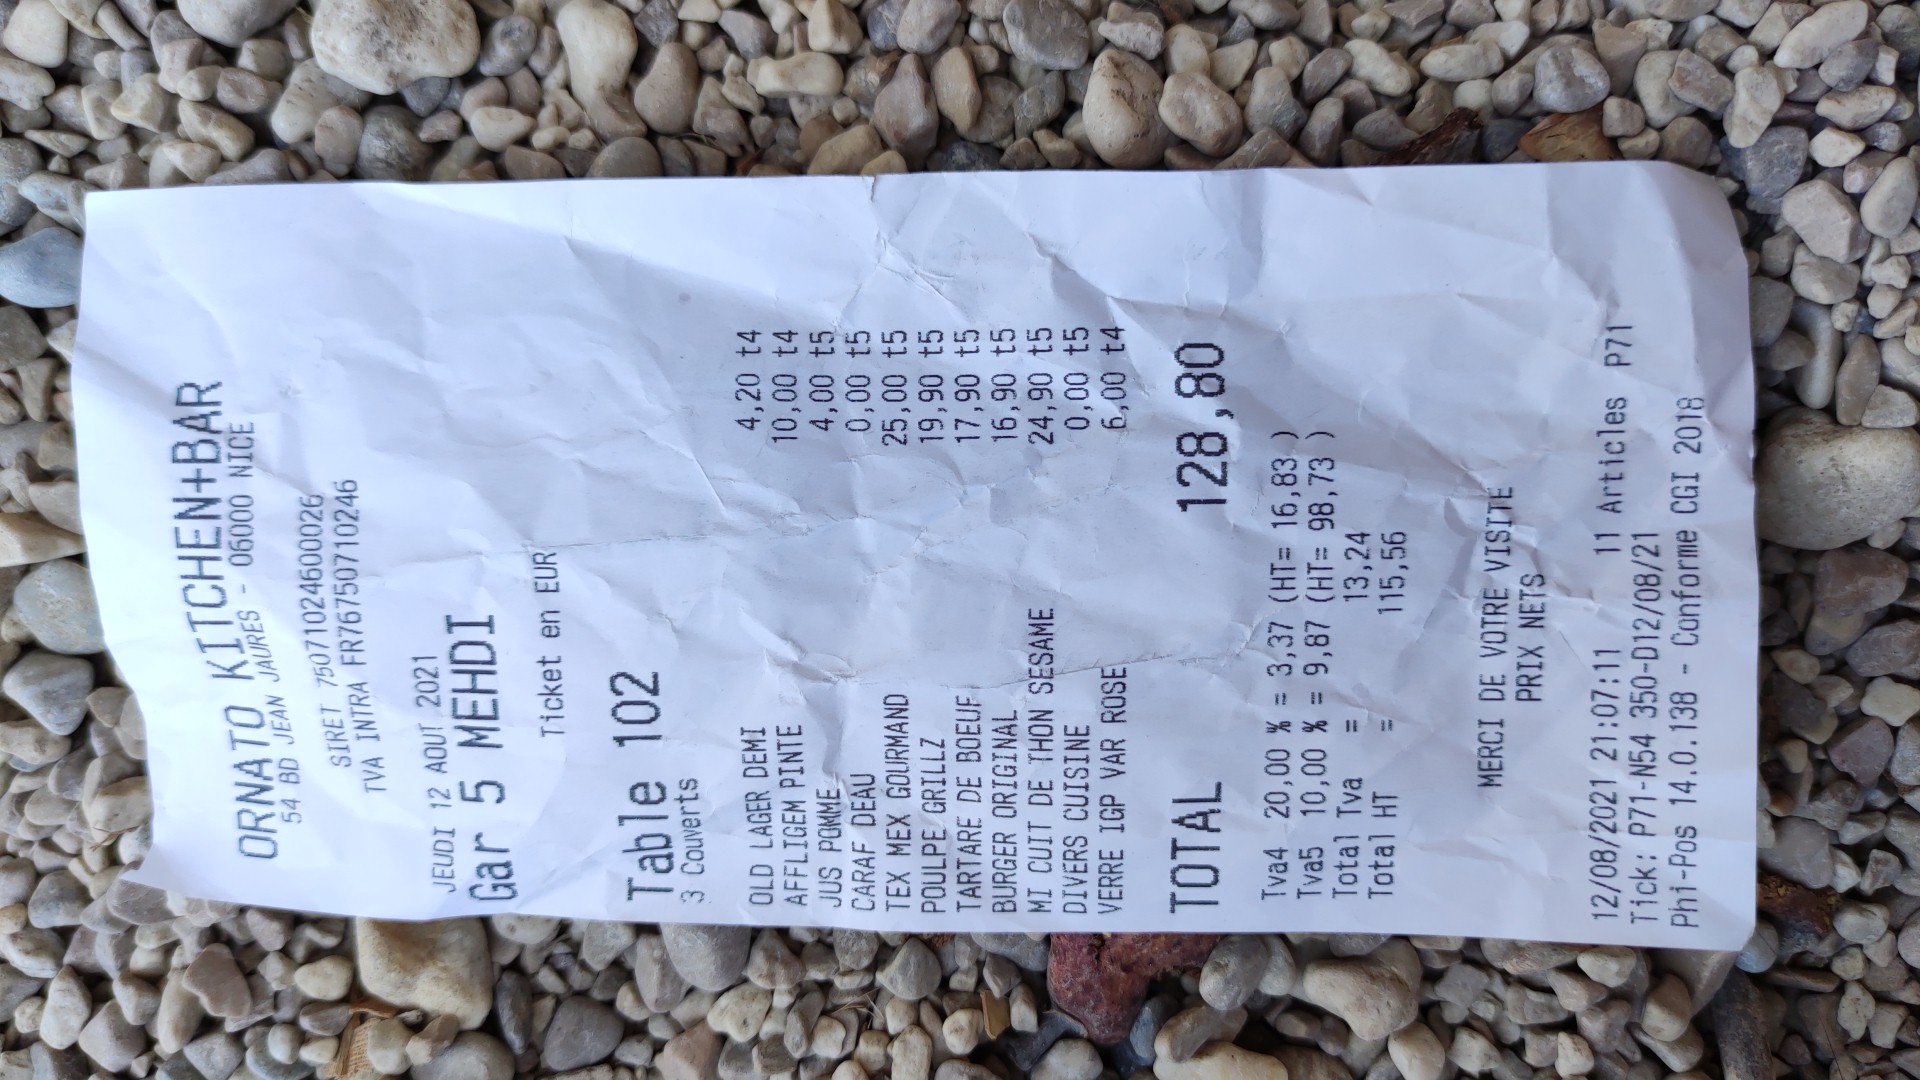 ORNATO KITCHEN+BAR
54 BD JEAN JAURES - 06000 NICE
SIRET 75071024600026
TVA INTRA FR76750710246
JEUDI 12 AOUT 2021
Gar 5 MEHDI
Ticket en EUR
Table 102
3 Couverts
OLD LAGER DEMI 4,20 t4
AFFLIGEM PINTE 10,00 t4
JUS POMME 4,00 t5
CARAF DEAU 0,00 t5
TEX MEX GOURMAND 25,00 t5
POULPE GRILLZ 19,90 t5
TARTARE DE BOEUF 17,90 t5
BURGER ORIGINAL 16,90 t5
MI CUIT DE THON SESAME 24,90 t5
DIVERS CUISINE 0,00 t5
VERRE IGP VAR ROSE 6,00 t4
TOTAL 128,80
Tva4 20,00 % = 3,37 (HT= 16,83 )
Tva5 10,00 % = 9,87 (HT= 98,73 )
Total Tva = 13,24
Total HT = 115,56
MERCI DE VOTRE VISITE
PRIX NETS
12/08/2021 21:07:11 11 Articles P71
Tick: P71-N54 350-D12/08/21
Phi-Pos 14.0.138 - Conforme CGI 2018